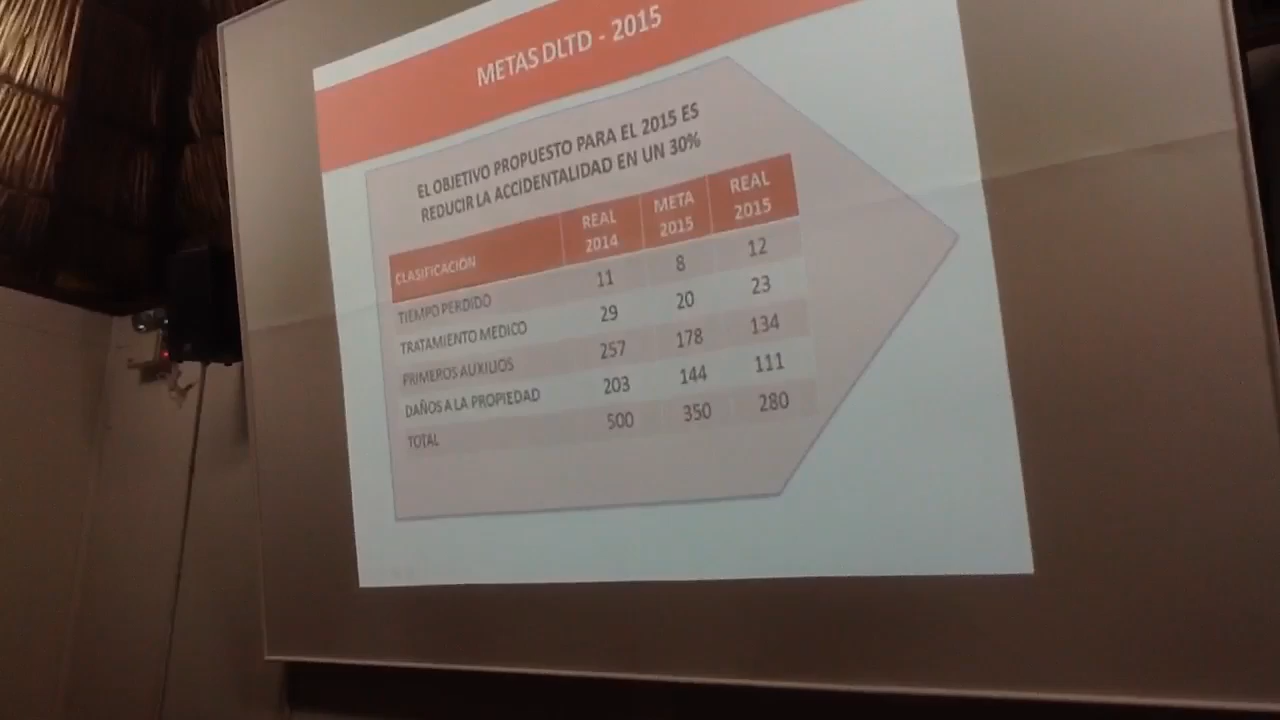 METAS DLTD - 2015
EL OBJETIVO PROPUESTO PARA EL 2015 ES
REDUCIR LA ACCIDENTALIDAD EN UN 30%
CLASIFICACIÓN REAL 2014 META 2015 REAL 2015
TIEMPO PERDIDO 11 8 12
TRATAMIENTO MEDICO 29 20 23
PRIMEROS AUXILIOS 257 178 134
DAÑOS A LA PROPIEDAD 203 144 111
TOTAL 500 350 280